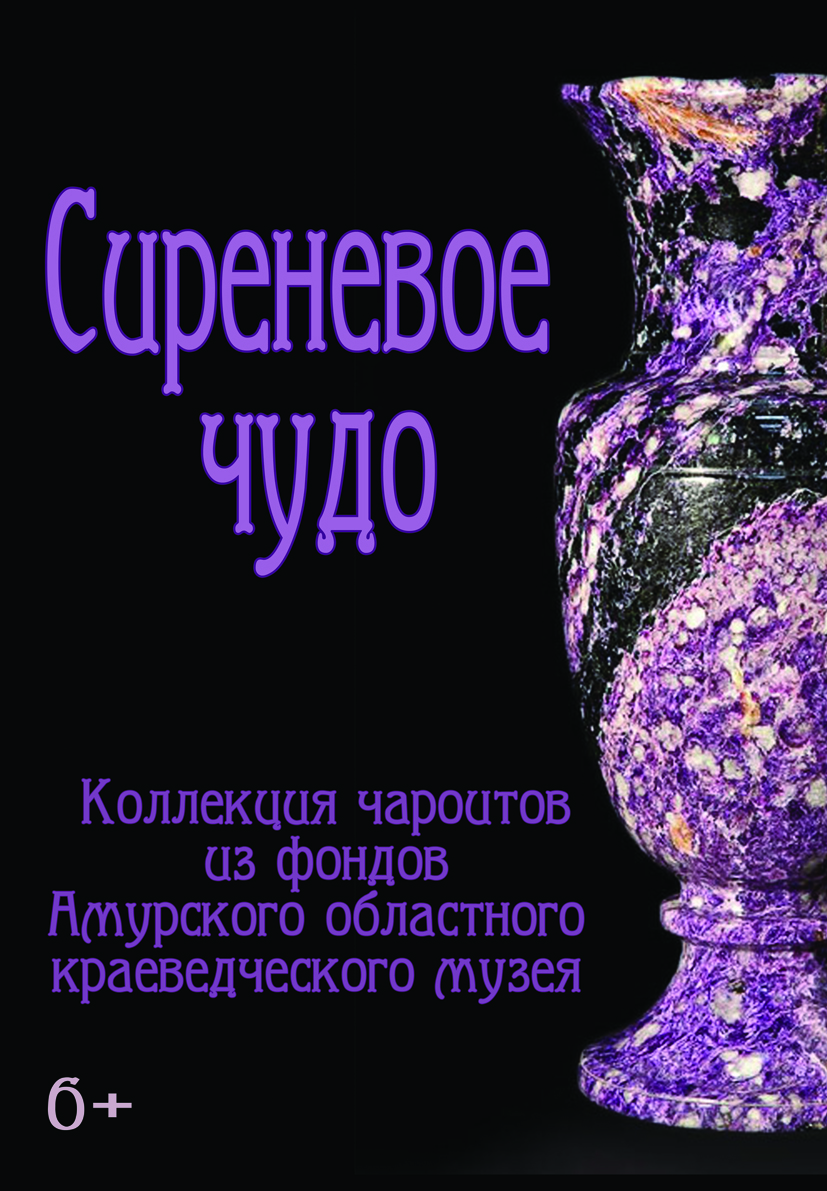 Сиреневое
чудо
Коллекция чароитов
из фондов
Амурского областного
краеведческого музея
6+